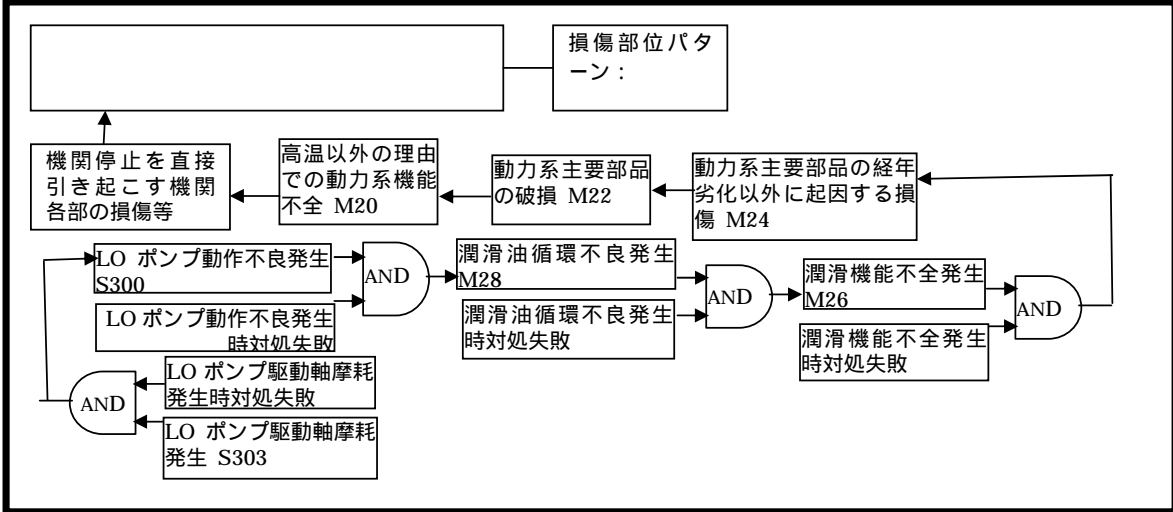 損傷部位パタ
ーン：
機関停止を直接
引き起こす機関
各部の損傷等
高温以外の理由
での動力系機能
不全 M20
動力系主要部品
の破損 M22
動力系主要部品の経年
劣化以外に起因する損
傷 M24
LO ポンプ動作不良発生
S300
LO ポンプ動作不良発生
時対処失敗
AND
潤滑油循環不良発生
M28
潤滑油循環不良発生
時対処失敗
AND
潤滑機能不全発生
M26
潤滑機能不全発生
時対処失敗
AND
LO ポンプ駆動軸摩耗
発生時対処失敗
AND
LO ポンプ駆動軸摩耗
発生 S303